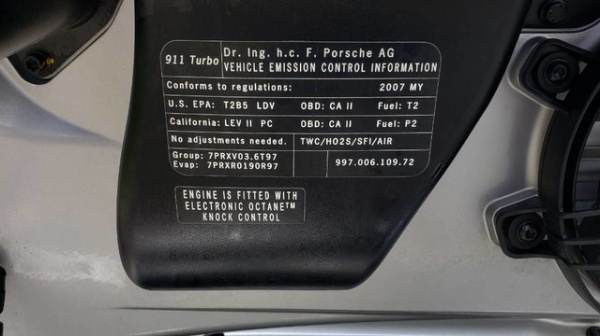 911 Turbo
Dr. Ing. h.c. F. Porsche AG
VEHICLE EMISSION CONTROL INFORMATION
Conforms to regulations: 2007 MY
U.S. EPA: T2B5 LDV OBD: CA II Fuel: T2
California: LEV II PC OBD: CA II Fuel: P2
No adjustments needed. TWC/HO2S/SFI/AIR
Group: 7PRXV03.6T97
Evap: 7PRXR0190R97
997.006.109.72
ENGINE IS FITTED WITH
ELECTRONIC OCTANE™
KNOCK CONTROL